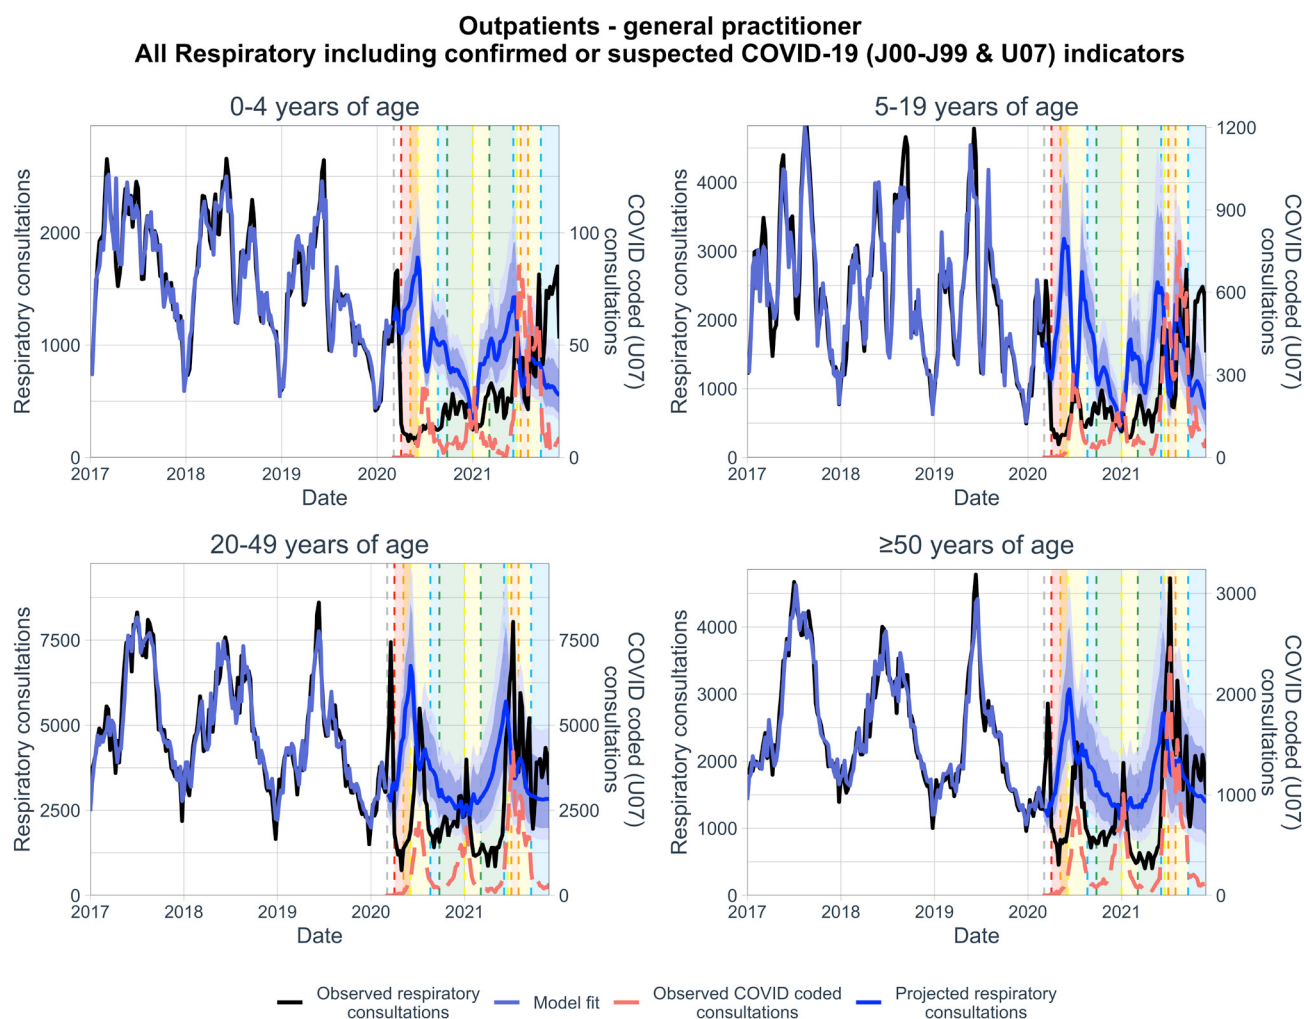 Outpatients - general practitioner
All Respiratory including confirmed or suspected COVID-19 (J00-J99 & U07) indicators
0-4 years of age
Respiratory consultations
2000
1000
0
100
50
0
COVID coded (U07)
consultations
2017
2018
2019
2020
2021
Date
5-19 years of age
Respiratory consultations
4000
3000
2000
1000
0
1200
900
600
300
0
COVID coded (U07)
consultations
2017
2018
2019
2020
2021
Date
20-49 years of age
Respiratory consultations
7500
5000
2500
0
7500
5000
2500
0
COVID coded (U07)
consultations
2017
2018
2019
2020
2021
Date
≥50 years of age
Respiratory consultations
4000
3000
2000
1000
0
3000
2000
1000
0
COVID coded (U07)
consultations
2017
2018
2019
2020
2021
Date
Observed respiratory
consultations
Model fit
Observed COVID coded
consultations
Projected respiratory
consultations